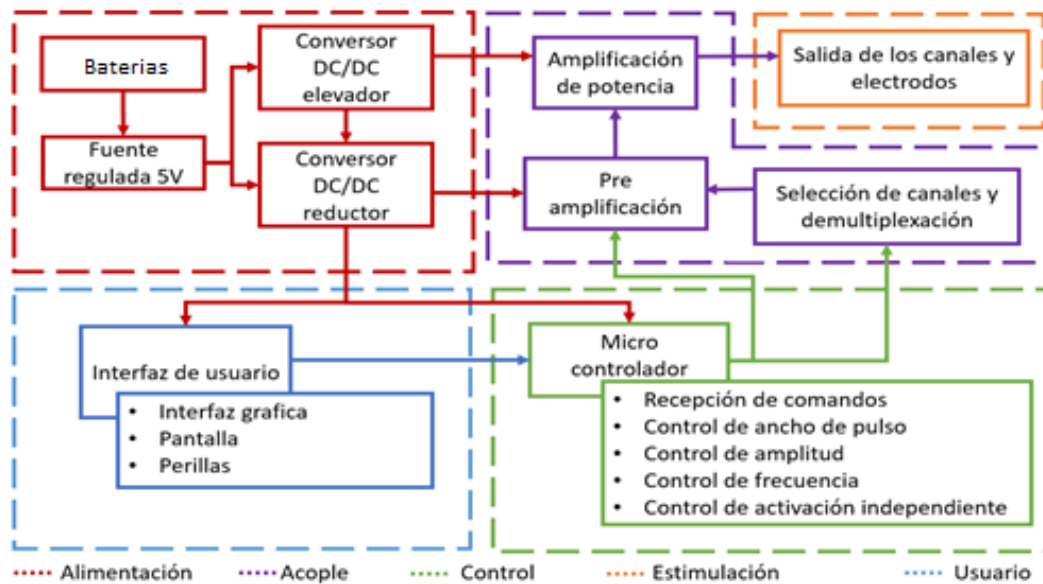 Baterias
Fuente
regulada 5V
Conversor
DC/DC
elevador
Conversor
DC/DC
reductor
Amplificación
de potencia
Pre
amplificación
Salida de los canales y
electrodos
Selección de canales y
demultiplexación
Interfaz de usuario
• Interfaz grafica
• Pantalla
• Perillas
Micro
controlador
• Recepción de comandos
• Control de ancho de pulso
• Control de amplitud
• Control de frecuencia
• Control de activación independiente
Alimentación
Acople
Control
Estimulación
Usuario